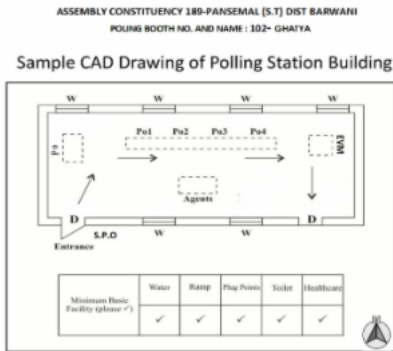 ASSEMBLY CONSTITUENCY 189-PANSEMAL (S.T) DIST BARWANI
POLING BOOTH NO. AND NAME : 102- GHATYA
Sample CAD Drawing of Polling Station Building
W W W W
Po1 Po2 Po3 Po4
Po
EVM
Agents
D D
S.P.O
Entrance
W W
Water Ramp Plug Points Toilet Healthcare
Minimum Basic
Facility (please ✓) ✓ ✓ ✓ ✓ ✓